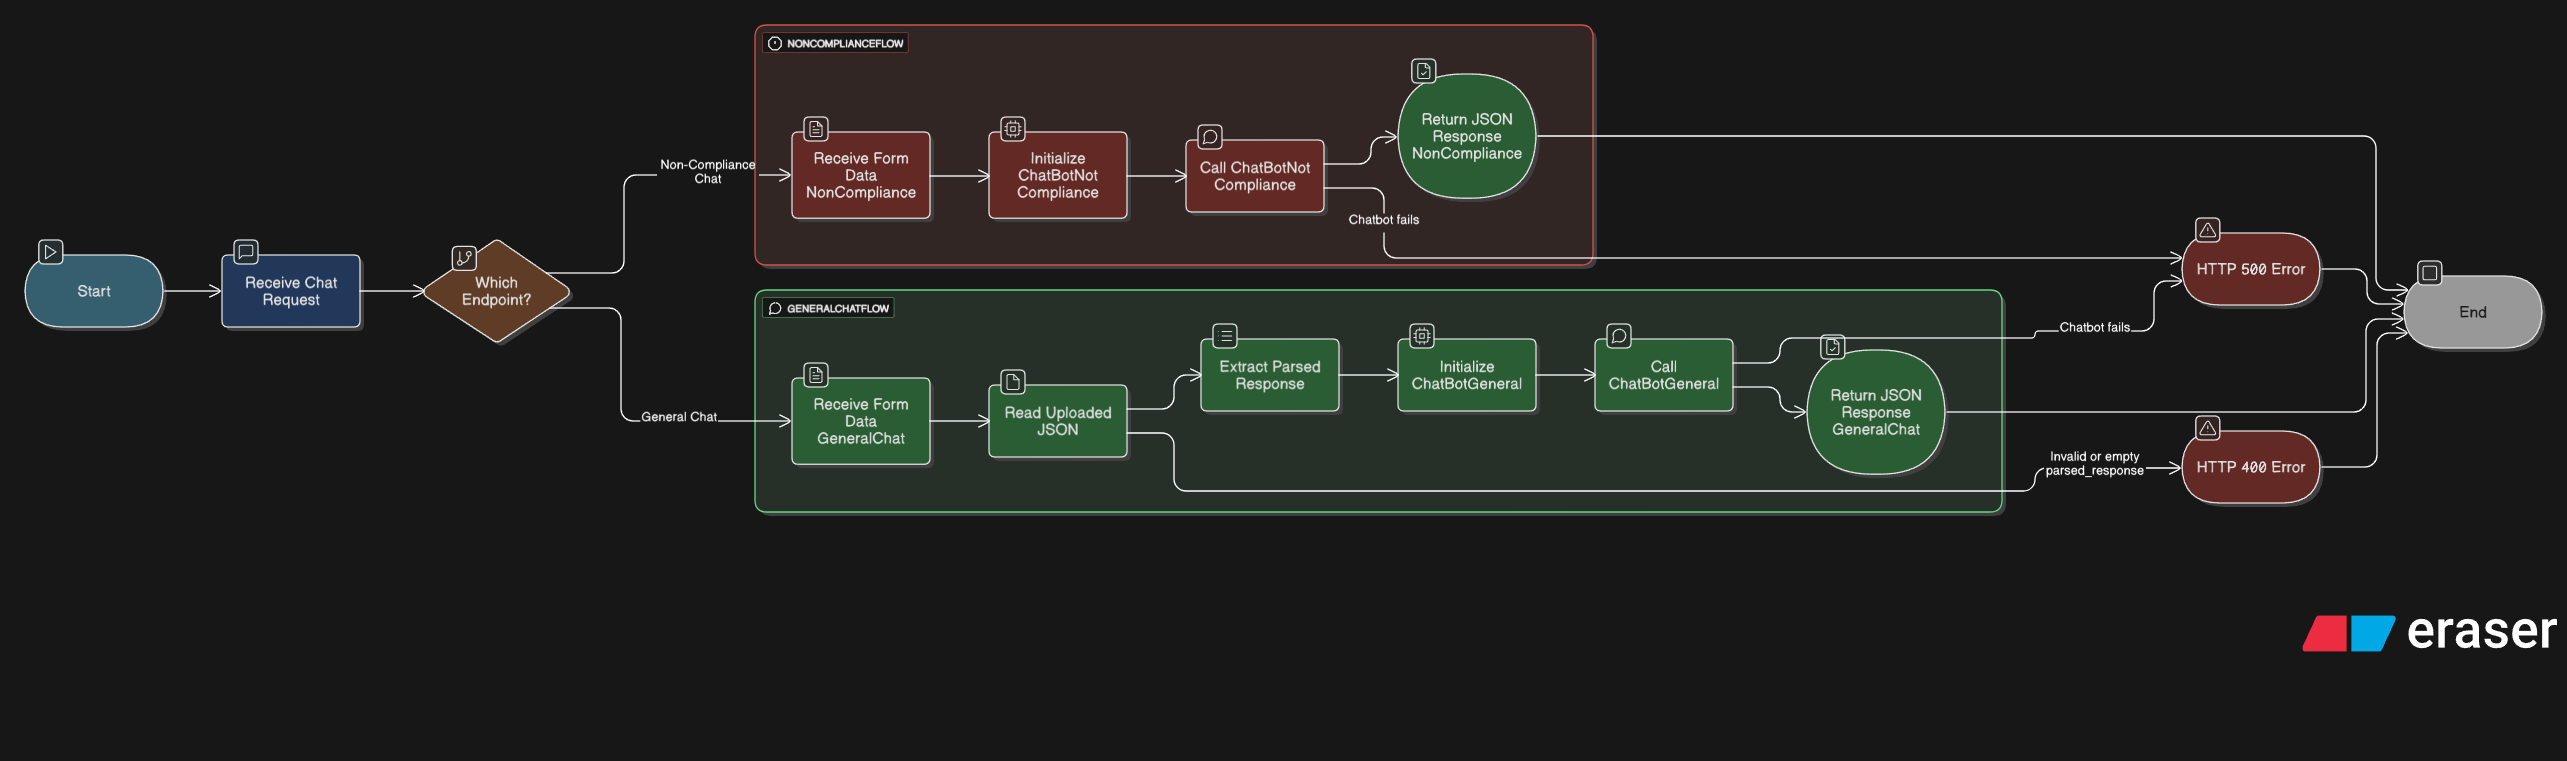 Start
Receive Chat
Request
Which
Endpoint?
Non-Compliance
Chat
General Chat
NONCOMPLIANCEFLOW
Receive Form
Data
NonCompliance
Initialize
ChatBotNot
Compliance
Call ChatBotNot
Compliance
Return JSON
Response
NonCompliance
Chatbot fails
GENERALCHATFLOW
Receive Form
Data
GeneralChat
Read Uploaded
JSON
Extract Parsed
Response
Initialize
ChatBotGeneral
Call
ChatBotGeneral
Return JSON
Response
GeneralChat
Chatbot fails
Invalid or empty
parsed_response
HTTP 500 Error
HTTP 400 Error
End
eraser